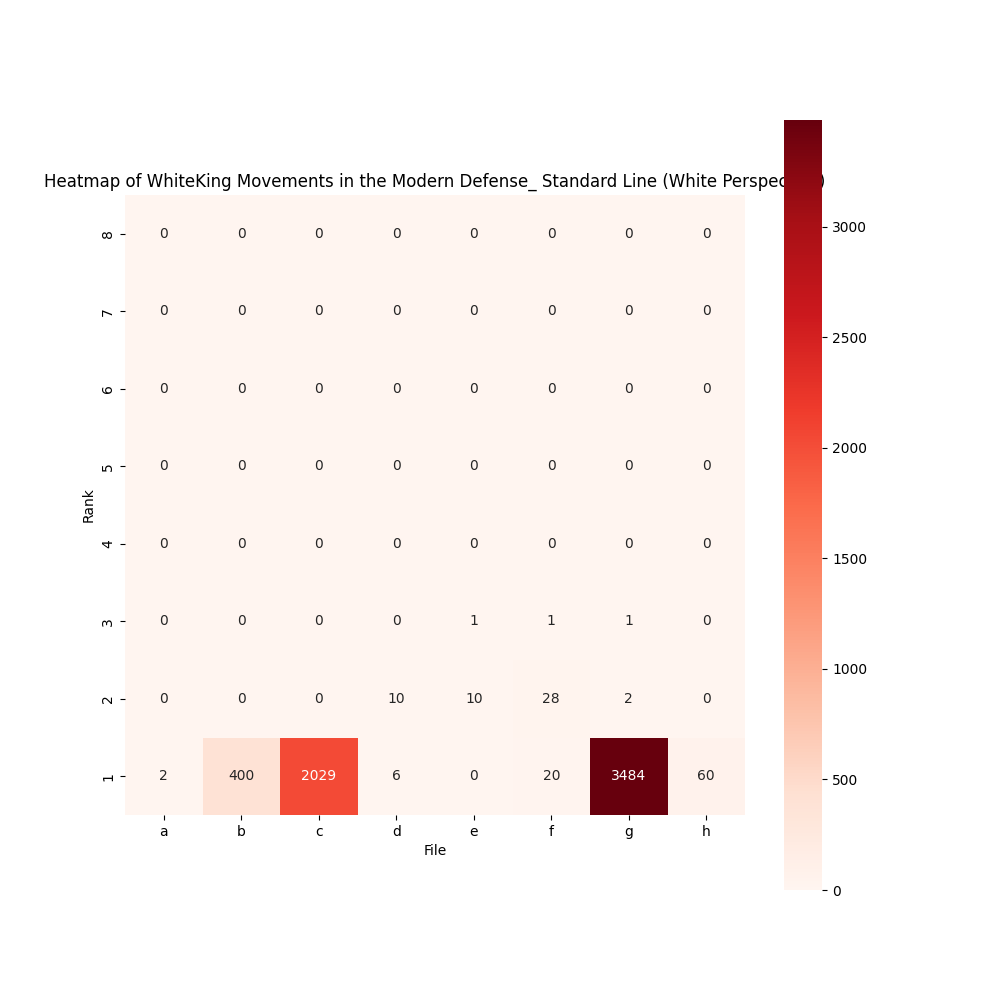 Heatmap of WhiteKing Movements in the Modern Defense_ Standard Line (White Perspec )
8 0 0 0 0 0 0 0 0
7 0 0 0 0 0 0 0 0
6 0 0 0 0 0 0 0 0
5 0 0 0 0 0 0 0 0
4 0 0 0 0 0 0 0 0
3 0 0 0 0 1 1 1 0
2 0 0 0 10 10 28 2 0
1 2 400 2029 6 0 20 3484 60
a b c d e f g h
File
Rank
3000
2500
2000
1500
1000
500
0